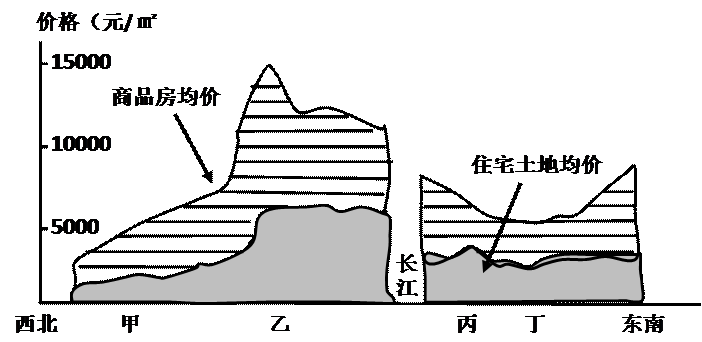 价格（元/㎡
15000
商品房均价
10000
住宅土地均价
5000
长
江
西北 甲 乙 丙 丁 东南